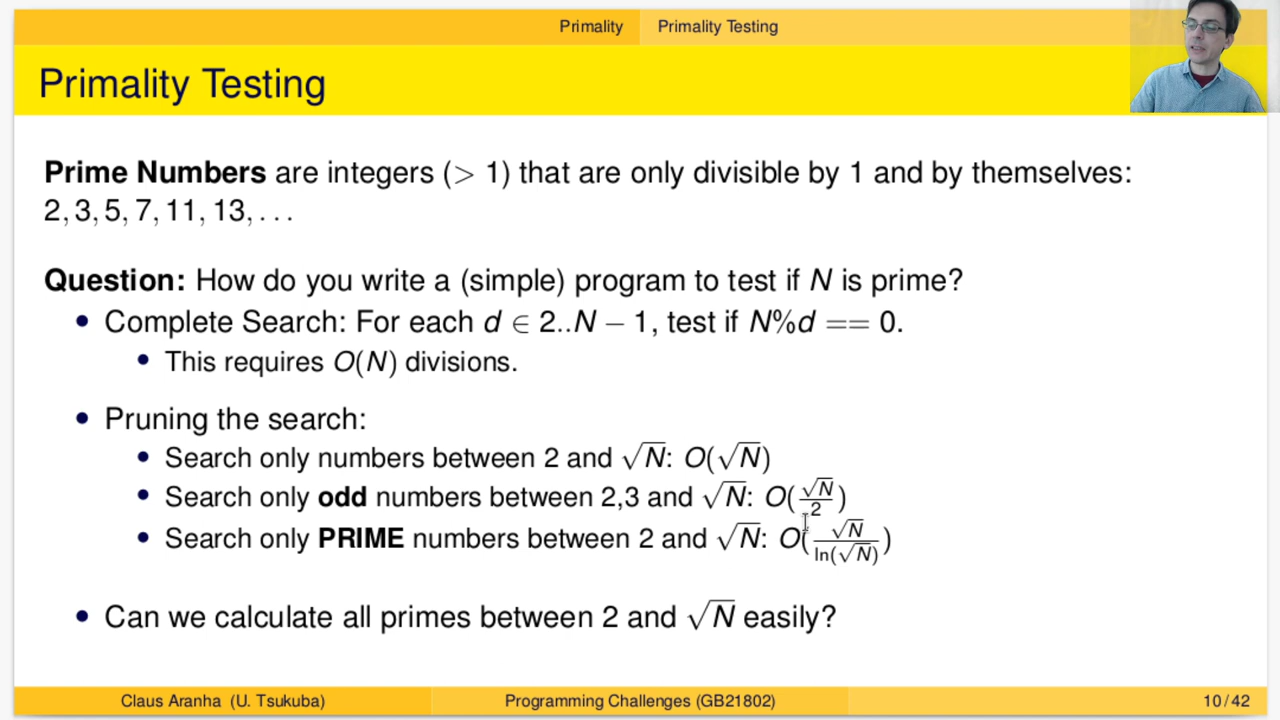 Primality Primality Testing
Primality Testing
Prime Numbers are integers (> 1) that are only divisible by 1 and by themselves:
2, 3, 5, 7, 11, 13, . . .
Question: How do you write a (simple) program to test if N is prime?
• Complete Search: For each d ∈ 2..N − 1, test if N%d == 0.
• This requires O(N) divisions.
• Pruning the search:
• Search only numbers between 2 and √N: O(√N)
• Search only odd numbers between 2,3 and √N: O(√N/2)
• Search only PRIME numbers between 2 and √N: O(√N/ln(√N))
• Can we calculate all primes between 2 and √N easily?
Claus Aranha (U. Tsukuba) Programming Challenges (GB21802) 10 / 42